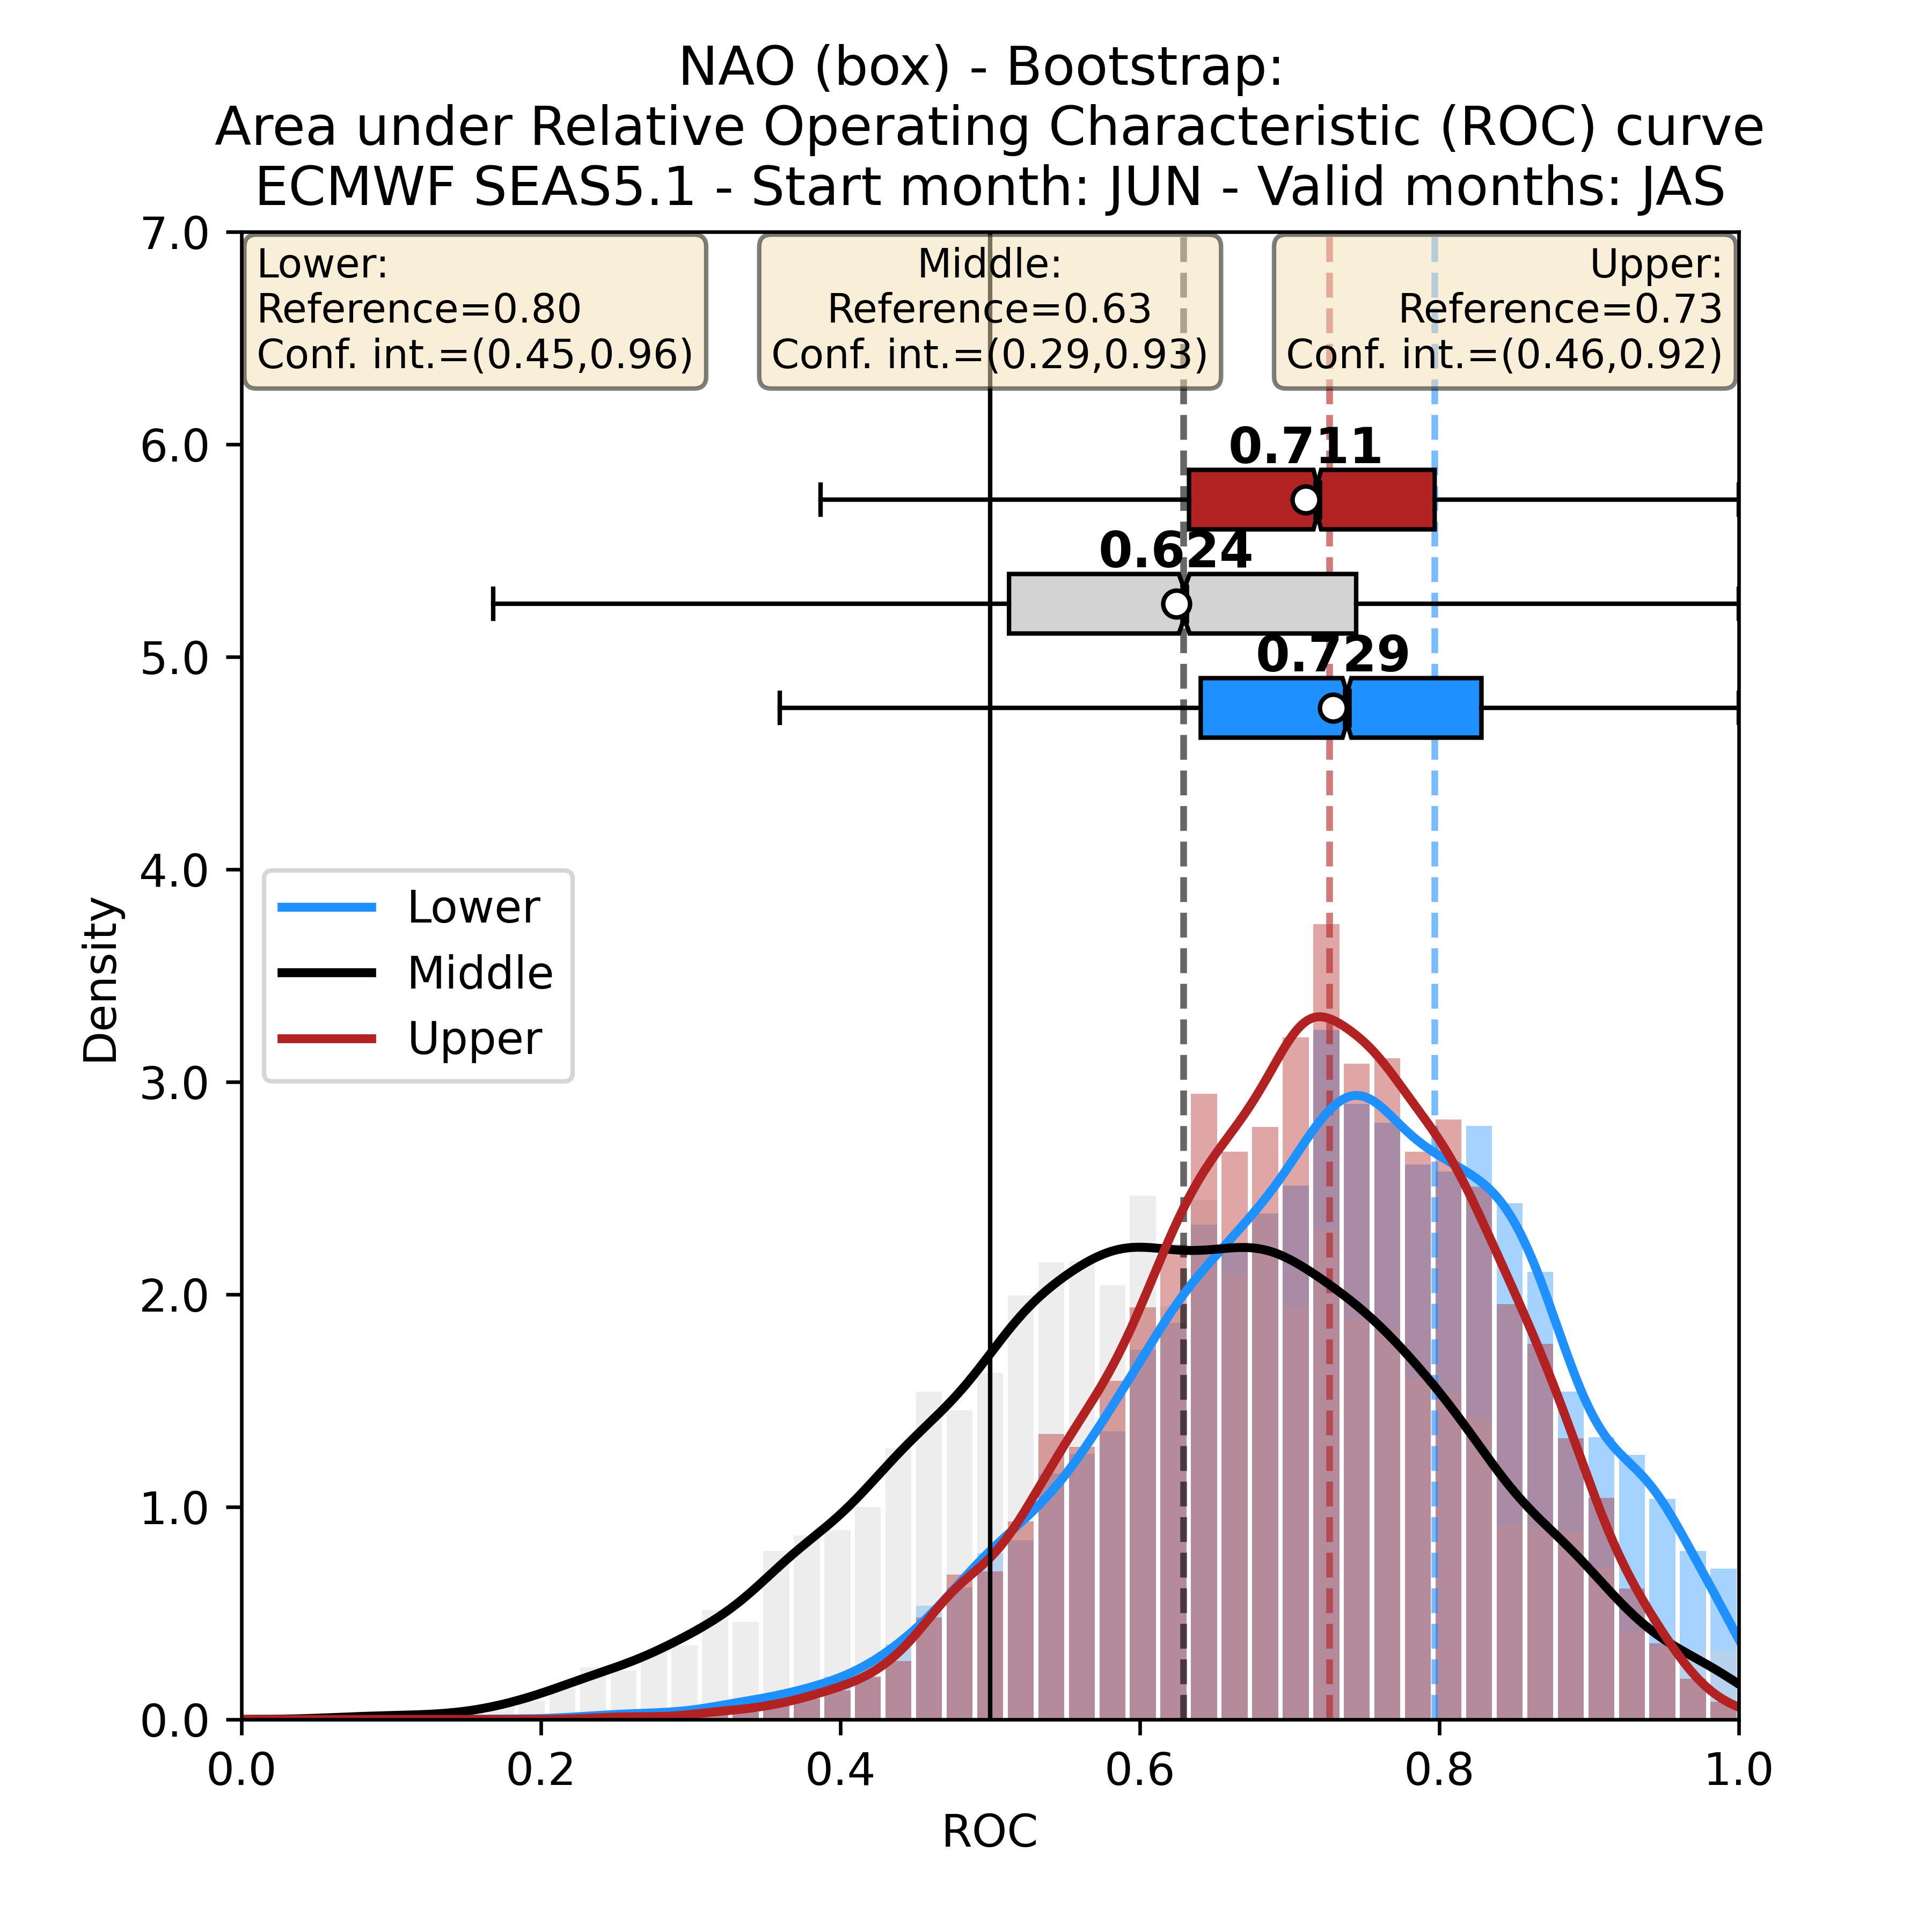 NAO (box) - Bootstrap:
Area under Relative Operating Characteristic (ROC) curve
ECMWF SEAS5.1 - Start month: JUN - Valid months: JAS
Lower:
Reference=0.80
Conf. int.=(0.45,0.96)
Middle:
Reference=0.63
Conf. int.=(0.29,0.93)
Upper:
Reference=0.73
Conf. int.=(0.46,0.92)
7.0
6.0
5.0
4.0
3.0
2.0
1.0
0.0
Density
0.711
0.624
0.729
Lower
Middle
Upper
0.0 0.2 0.4 0.6 0.8 1.0
ROC